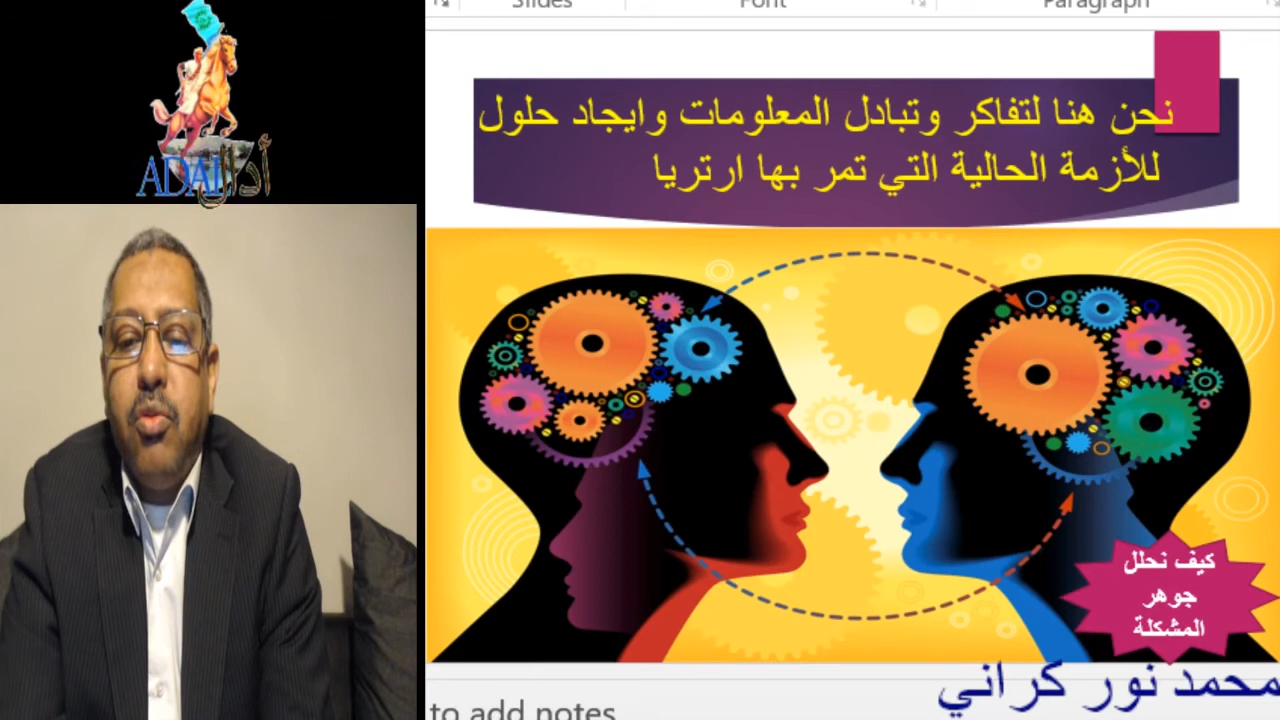 Slides
Font
Paragraph
نحن هنا لتفاكر وتبادل المعلومات وايجاد حلول
للأزمة الحالية التي تمر بها ارتريا
ADAL
أدال
كيف نحلل
جوهر
المشكلة
محمد نور كراني
to add notes